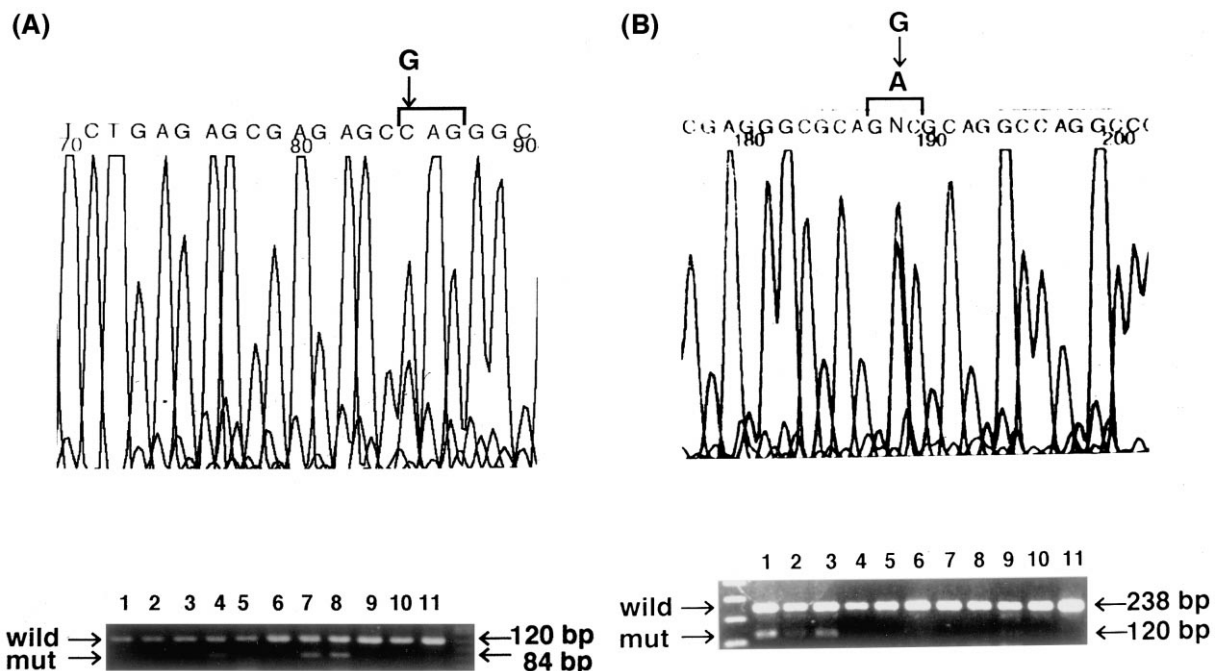 (A)
G
T C T G A G A G C G A G A G C C A G G G C
70 80 90
1 2 3 4 5 6 7 8 9 10 11
wild 120 bp
mut 84 bp
(B)
G
A
C G A G G G C G C A G N C G C A G G C C A G G C C
180 190 200
1 2 3 4 5 6 7 8 9 10 11
wild 238 bp
mut 120 bp